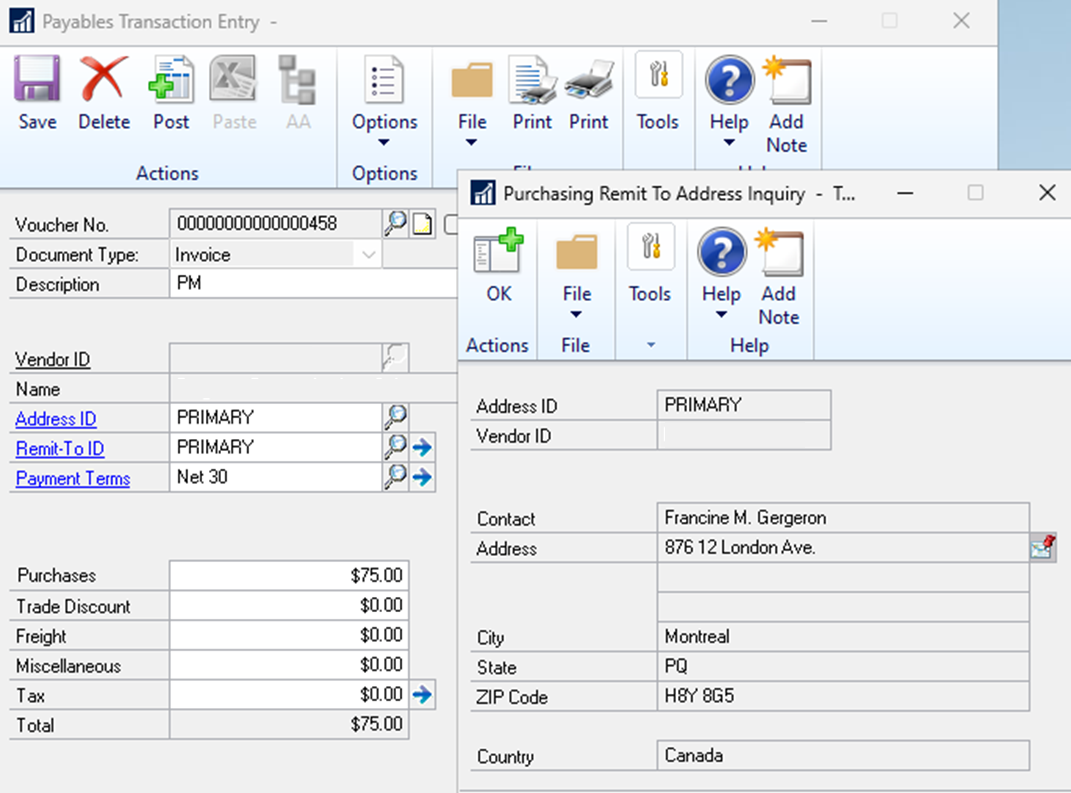 Payables Transaction Entry -
Save Delete Post Paste AA Options File Print Print Tools Help Add Note
Actions Options
Voucher No. 00000000000000458
Document Type: Invoice
Description PM
Vendor ID
Name
Address ID PRIMARY
Remit-To ID PRIMARY
Payment Terms Net 30
Purchases $75.00
Trade Discount $0.00
Freight $0.00
Miscellaneous $0.00
Tax $0.00
Total $75.00
Purchasing Remit To Address Inquiry - T...
OK File Tools Help Add Note
Actions File Help
Address ID PRIMARY
Vendor ID
Contact Francine M. Gergeron
Address 876 12 London Ave.
City Montreal
State PQ
ZIP Code H8Y 8G5
Country Canada